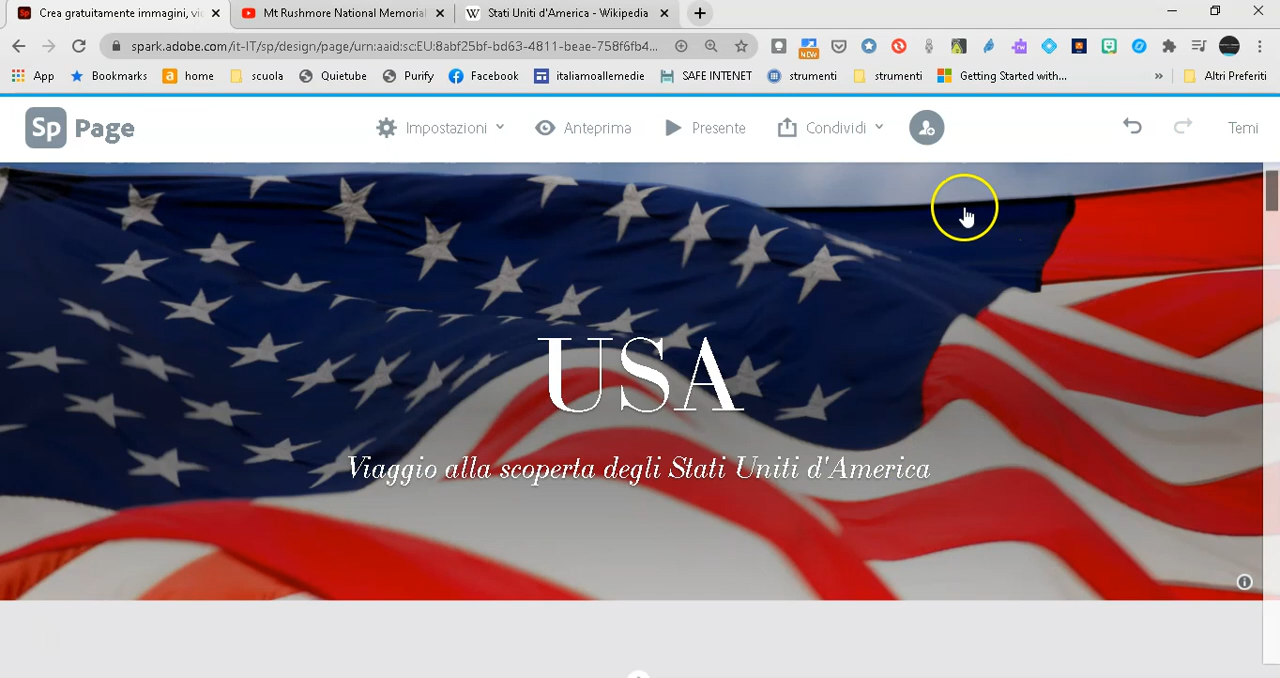 Crea gratuitamente immagini, vic
Mt Rushmore National Memorial
W Stati Uniti d'America - Wikipedia
spark.adobe.com/it-IT/sp/design/page/urn:aaid:sc:EU:8abf25bf-bd63-4811-beae-758f6fb4...
App
Bookmarks
a home
scuola
Quietube
Purify
Facebook
italiamoallemedie
SAFE INTENET
strumenti
strumenti
Getting Started with...
»
Altri Preferiti
NEW
Sp Page
Impostazioni
Anteprima
Presente
Condividi
Temi
USA
Viaggio alla scoperta degli Stati Uniti d'America